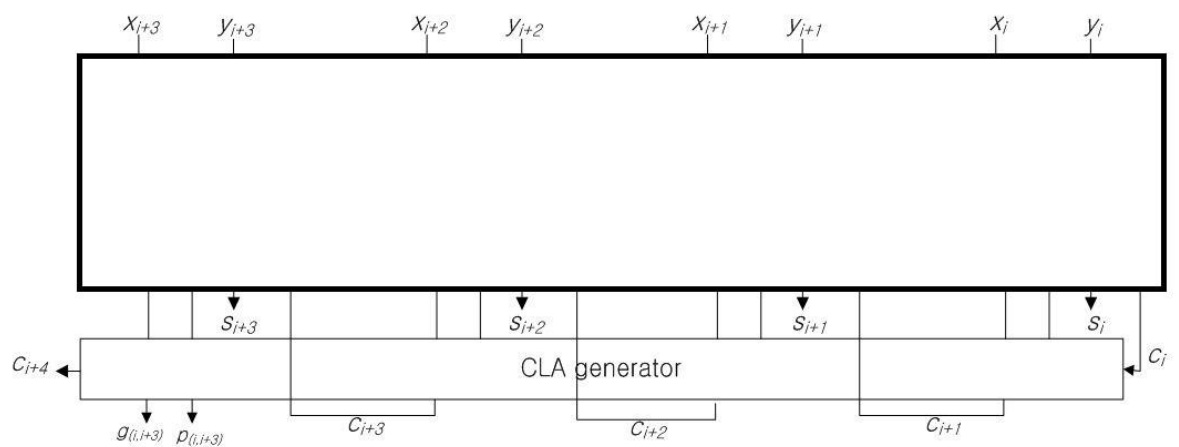 x_{i+3} y_{i+3} x_{i+2} y_{i+2} x_{i+1} y_{i+1} x_i y_i
s_{i+3} s_{i+2} s_{i+1} s_i
c_{i+4} CLA generator c_i
g_{(i,i+3)} p_{(i,i+3)} c_{i+3} c_{i+2} c_{i+1}